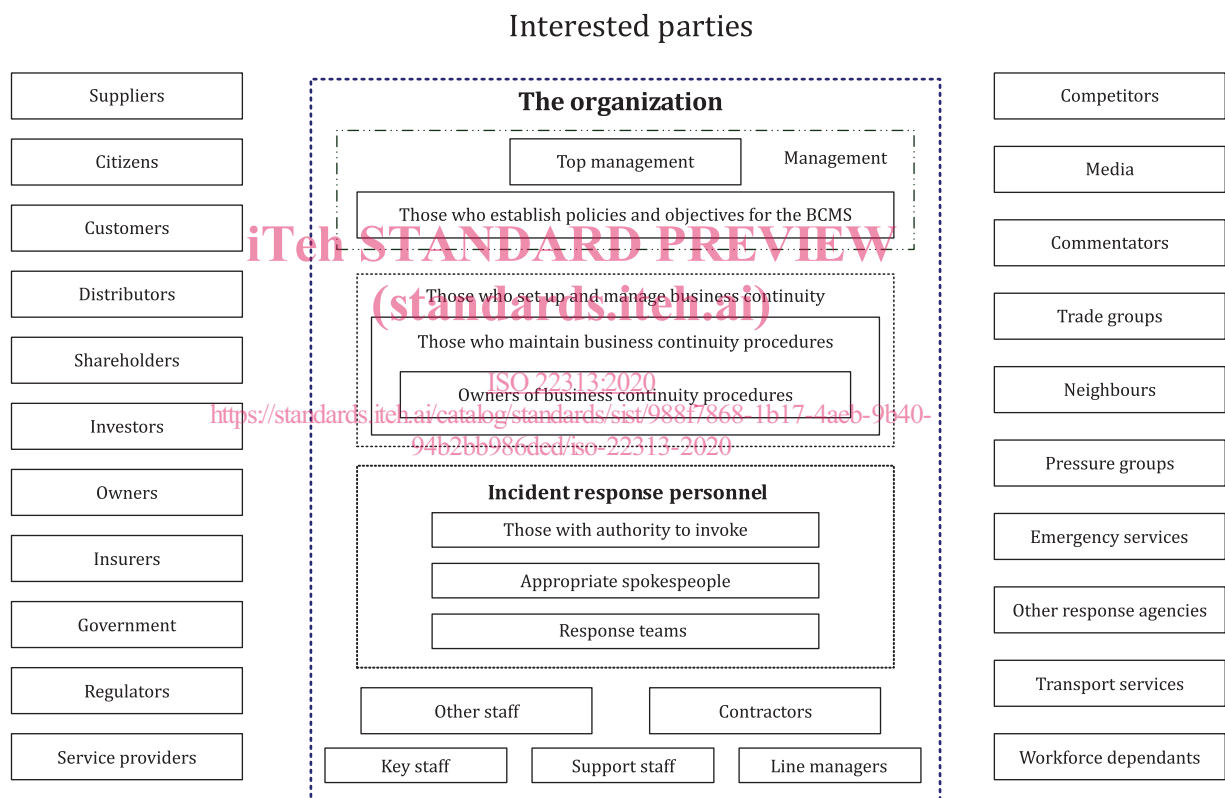 Interested parties
Suppliers
Citizens
Customers
Distributors
Shareholders
Investors
Owners
Insurers
Government
Regulators
Service providers
The organization
Top management
Management
Those who establish policies and objectives for the BCMS
iTeh STANDARD PREVIEW
Those who set up and manage business continuity
(standards.iteh.ai)
Those who maintain business continuity procedures
ISO 22313:2020
Owners of business continuity procedures
https://standards.iteh.ai/catalog/standards/sist/988f7868-1b17-4aeb-9b40-
94b2bb986ded/iso-22313-2020
Incident response personnel
Those with authority to invoke
Appropriate spokespeople
Response teams
Other staff
Contractors
Key staff
Support staff
Line managers
Competitors
Media
Commentators
Trade groups
Neighbours
Pressure groups
Emergency services
Other response agencies
Transport services
Workforce dependants